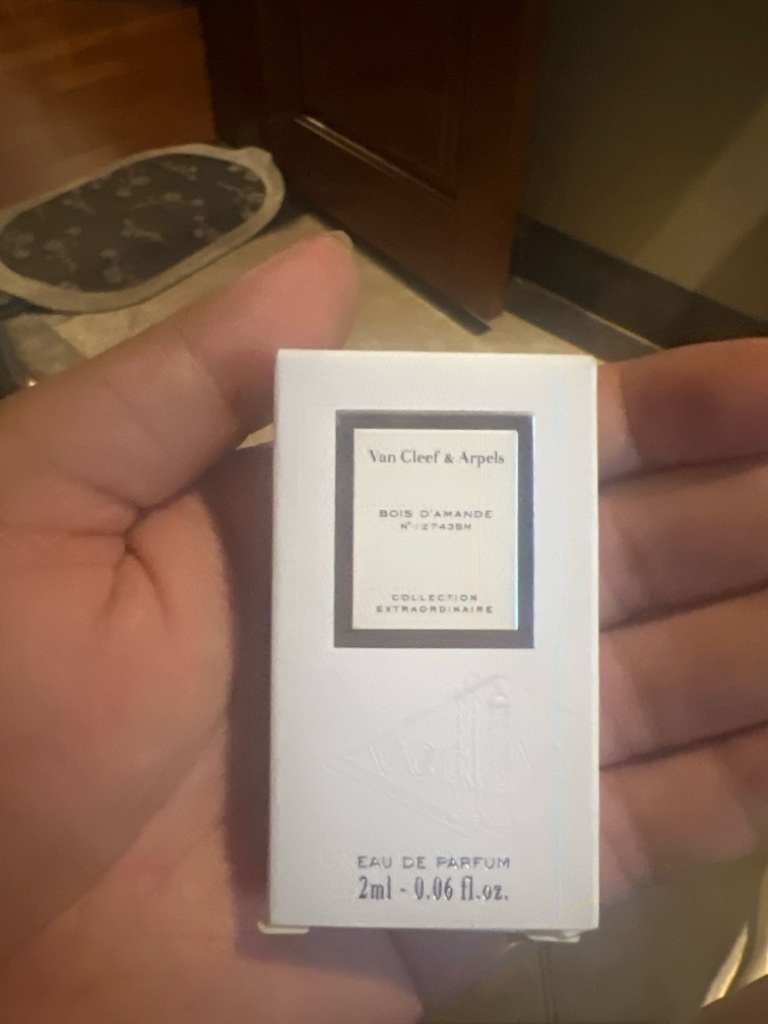 Van Cleef & Arpels
BOIS D'AMANDE
COLLECTION
EXTRAORDINAIRE
EAU DE PARFUM
2ml - 0.06 fl.oz.